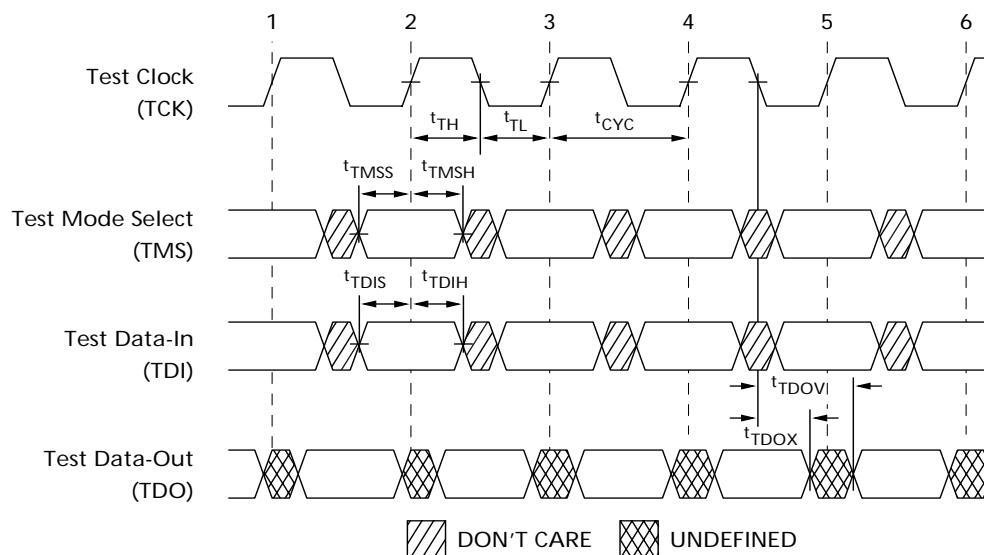 1 2 3 4 5 6
Test Clock
(TCK)
tTH tTL tCYC
tTMSS tTMSH
Test Mode Select
(TMS)
tTDIS tTDIH
Test Data-In
(TDI)
tTDOV
tTDOX
Test Data-Out
(TDO)
DON'T CARE UNDEFINED